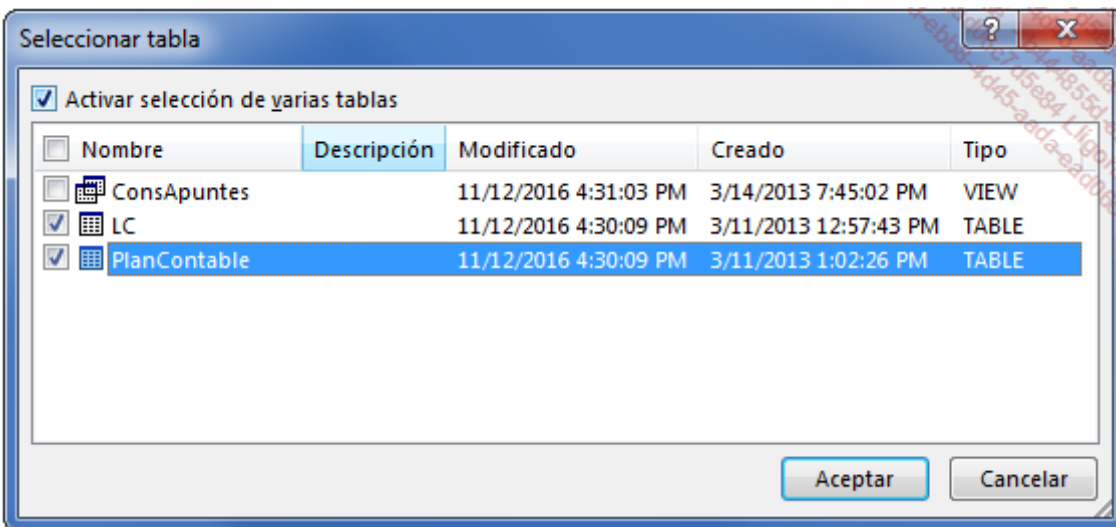 Seleccionar tabla
Activar selección de varias tablas
Nombre Descripción Modificado Creado Tipo
ConsApuntes 11/12/2016 4:31:03 PM 3/14/2013 7:45:02 PM VIEW
LC 11/12/2016 4:30:09 PM 3/11/2013 12:57:43 PM TABLE
PlanContable 11/12/2016 4:30:09 PM 3/11/2013 1:02:26 PM TABLE
Aceptar Cancelar